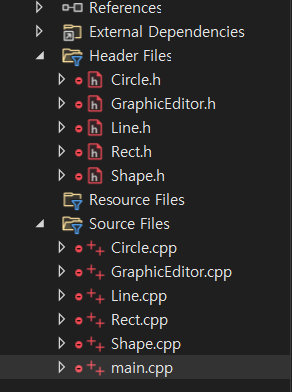 References
External Dependencies
Header Files
Circle.h
GraphicEditor.h
Line.h
Rect.h
Shape.h
Resource Files
Source Files
Circle.cpp
GraphicEditor.cpp
Line.cpp
Rect.cpp
Shape.cpp
main.cpp